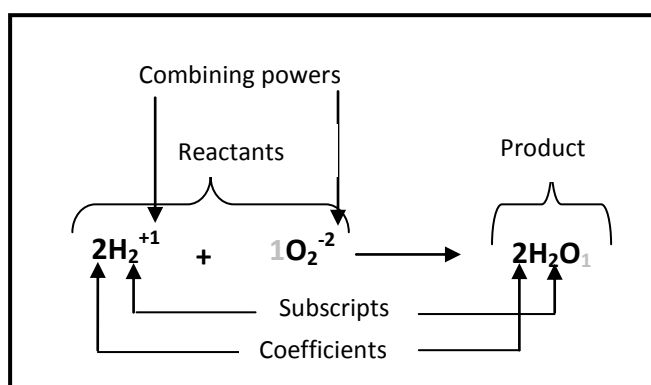 Combining powers
Reactants
Product
2H₂⁺¹ + 1O₂⁻² 2H₂O₁
Subscripts
Coefficients